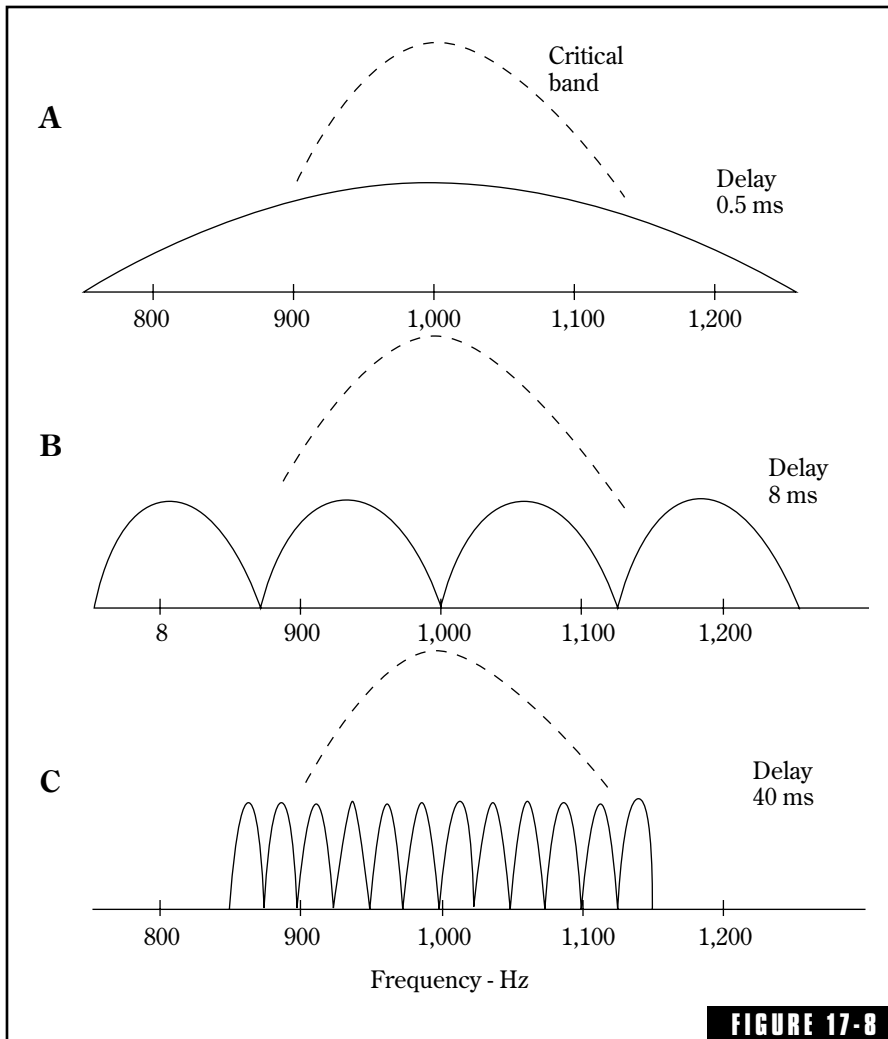 Critical
band
A
Delay
0.5 ms
800 900 1,000 1,100 1,200
B
Delay
8 ms
8 900 1,000 1,100 1,200
C
Delay
40 ms
800 900 1,000 1,100 1,200
Frequency - Hz
FIGURE 17-8